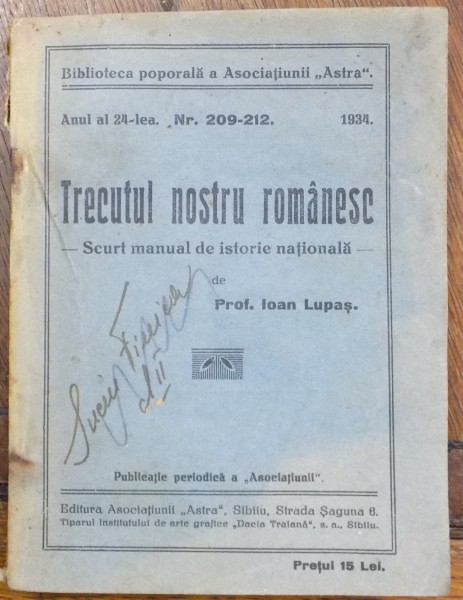 Biblioteca poporală a Asociațiunii „Astra“.
Anul al 24-lea. Nr. 209-212. 1934.
Trecutul nostru românesc
— Scurt manual de istorie națională —
de
Prof. Ioan Lupaș.
Publicație periodică a „Asociațiunii“.
Editura Asociațiunii „Astra“, Sibiiu, Strada Șaguna 6.
Tiparul Institutului de arte grafice „Dacia Traiană“, s. a., Sibiiu.
Prețul 15 Lei.